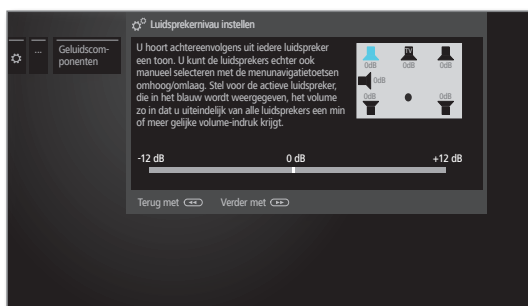 Luidsprekernivau instellen
...
Geluidscom-
ponenten
U hoort achtereenvolgens uit iedere luidspreker
een toon. U kunt de luidsprekers echter ook
manueel selecteren met de menunavigatietoetsen
omhoog/omlaag. Stel voor de actieve luidspreker,
die in het blauw wordt weergegeven, het volume
zo in dat u uiteindelijk van alle luidsprekers een min
of meer gelijke volume-indruk krijgt.
TV
0dB 0dB 0dB
0dB
0dB 0dB
-12 dB 0 dB +12 dB
Terug met Verder met